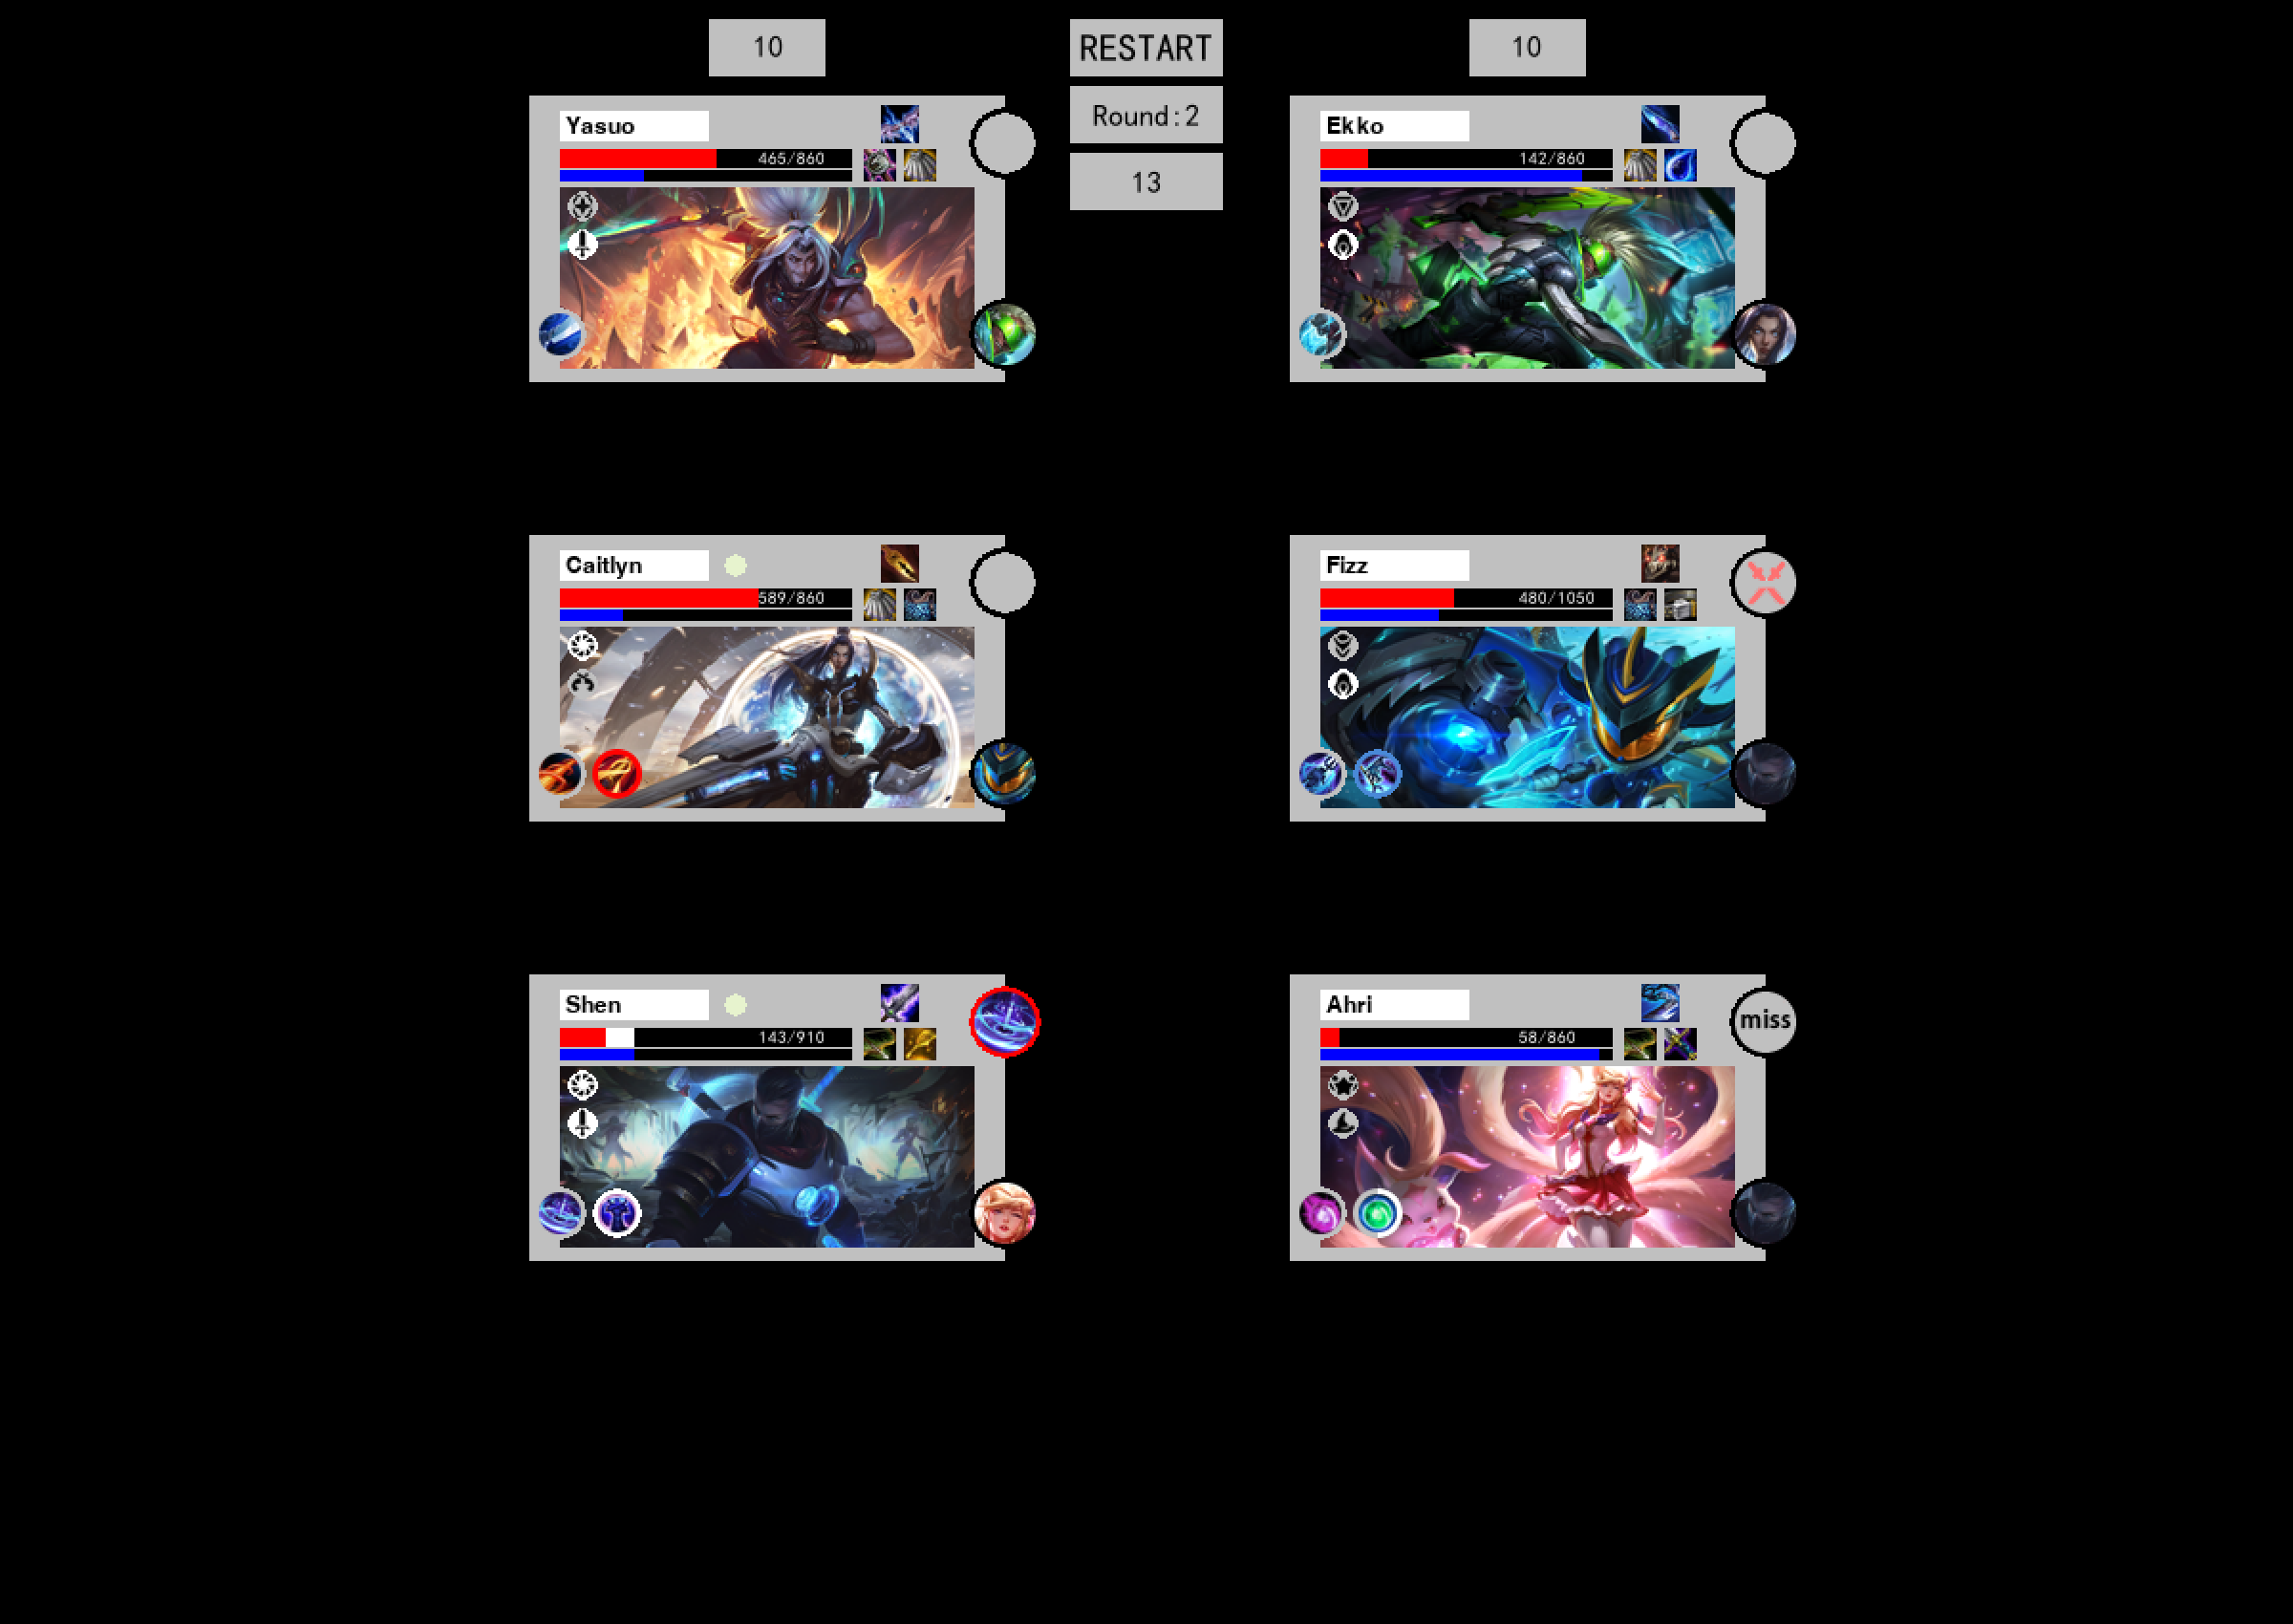 10
RESTART
10
Round:2
13
Yasuo
465/860
Ekko
142/860
Caitlyn
589/860
Fizz
480/1050
Shen
143/910
Ahri
58/860
miss